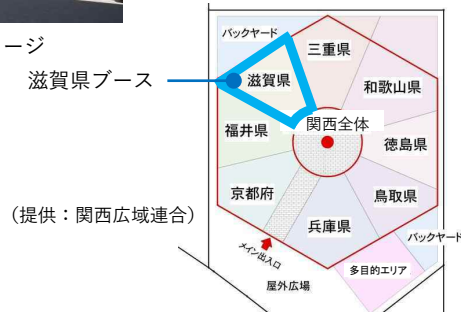 ージ
バックヤード
三重県
滋賀県ブース
滋賀県
和歌山県
関西全体
福井県
徳島県
京都府
鳥取県
（提供：関西広域連合）
兵庫県
メイン出入口
バックヤード
多目的エリア
屋外広場